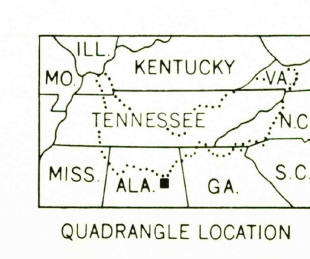 ILL.
KENTUCKY
MO.
VA.
TENNESSEE
N.C
MISS.
ALA.
GA.
S.C.
QUADRANGLE LOCATION